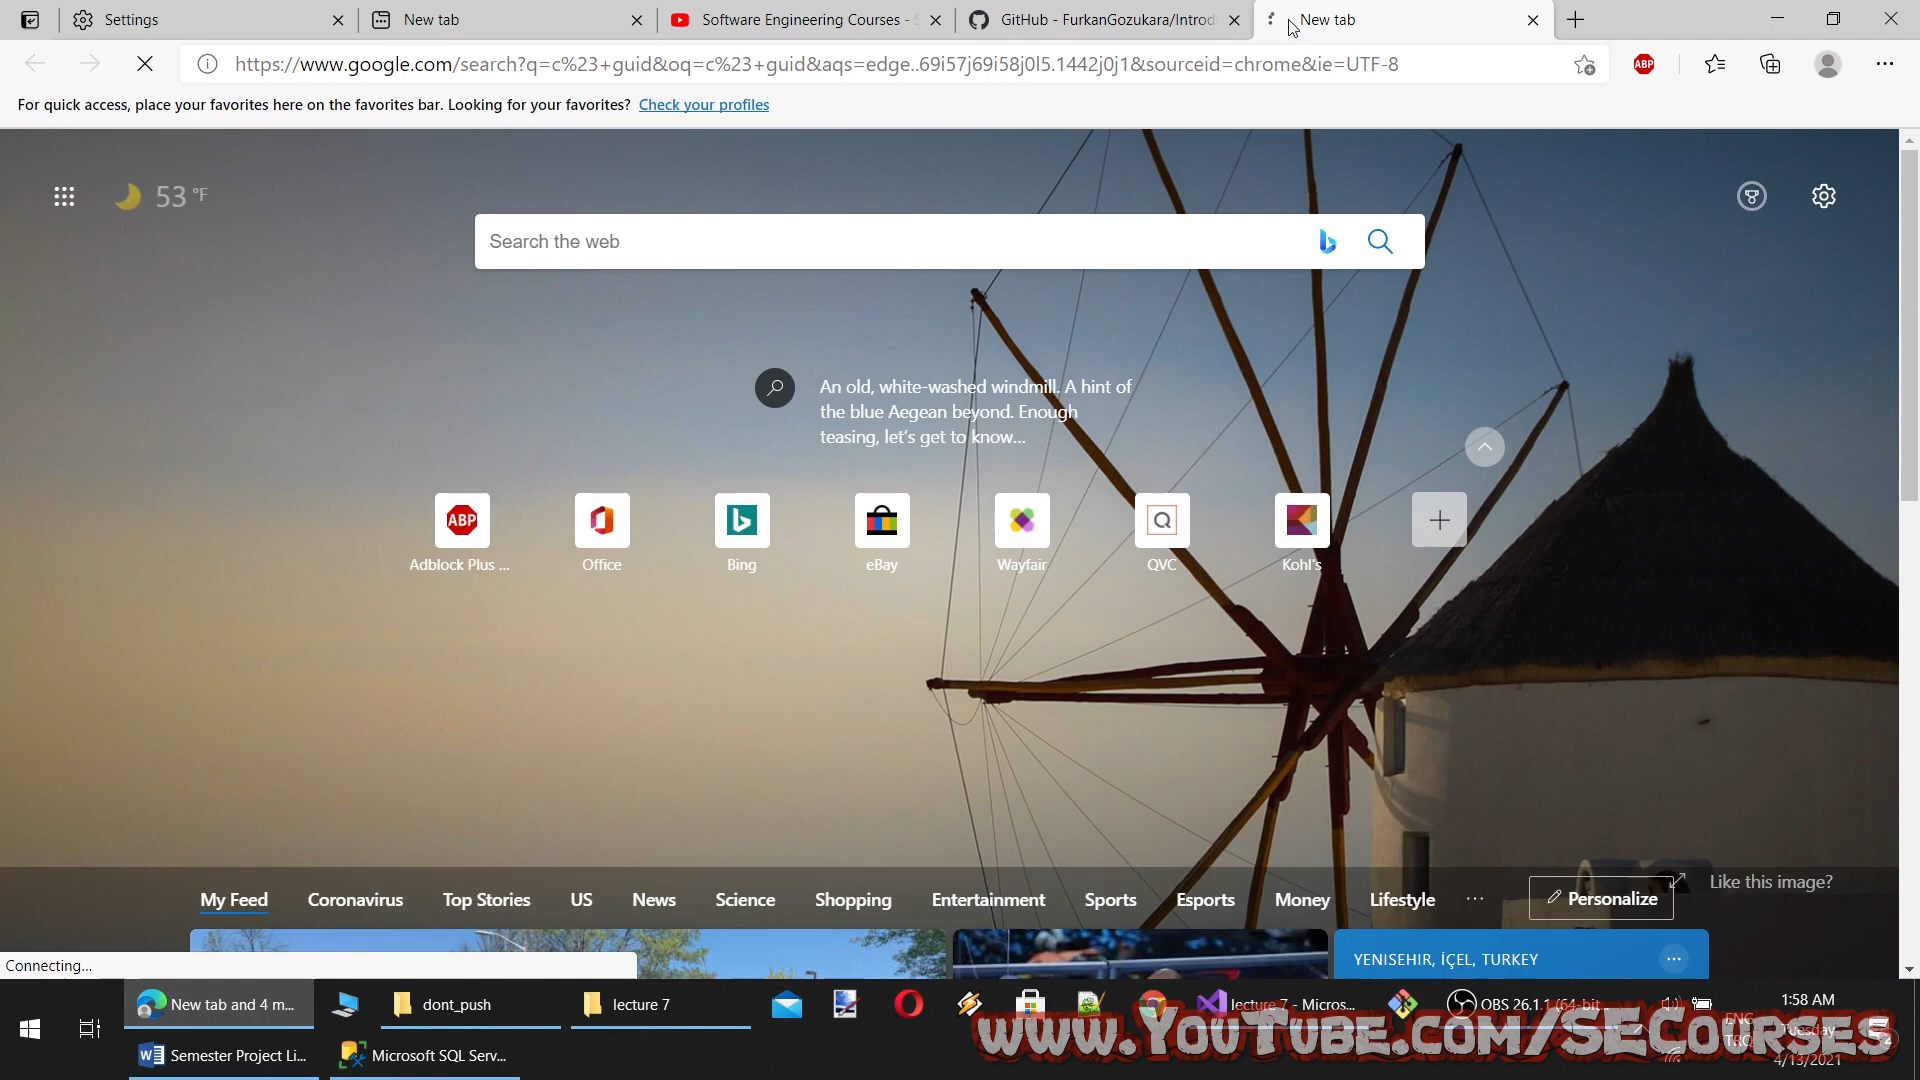 Settings
New tab
Software Engineering Courses - S
GitHub - FurkanGozukara/Introd
New tab
https://www.google.com/search?q=c%23+guid&oq=c%23+guid&aqs=edge..69i57j69i58j0l5.1442j0j1&sourceid=chrome&ie=UTF-8
ABP
For quick access, place your favorites here on the favorites bar. Looking for your favorites? Check your profiles
53 °F
Search the web
An old, white-washed windmill. A hint of
the blue Aegean beyond. Enough
teasing, let's get to know...
ABP
Adblock Plus ...
Office
Bing
eBay
Wayfair
QVC
Kohl's
Like this image?
My Feed
Coronavirus
Top Stories
US
News
Science
Shopping
Entertainment
Sports
Esports
Money
Lifestyle
Personalize
YENISEHIR, İÇEL, TURKEY
Connecting...
New tab and 4 m...
dont_push
lecture 7
lecture 7 - Micros...
OBS 26.1.1 (64-bit...
1:58 AM
ENG
Tuesday
TRQ
4/13/2021
Semester Project Li...
Microsoft SQL Serv...
www.YouTube.com/SECourses